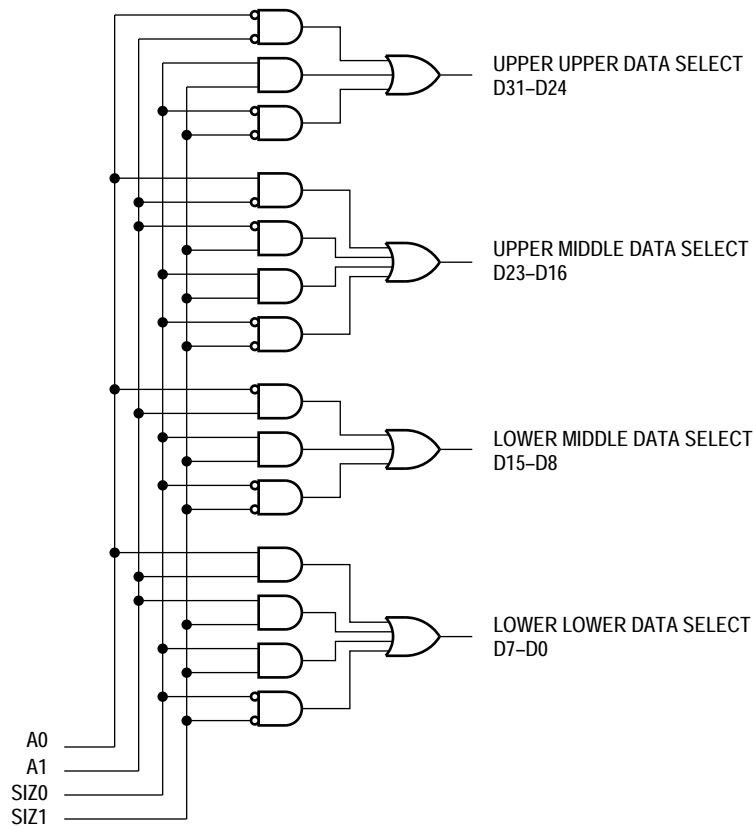 UPPER UPPER DATA SELECT
D31–D24
UPPER MIDDLE DATA SELECT
D23–D16
LOWER MIDDLE DATA SELECT
D15–D8
LOWER LOWER DATA SELECT
D7–D0
A0
A1
SIZ0
SIZ1